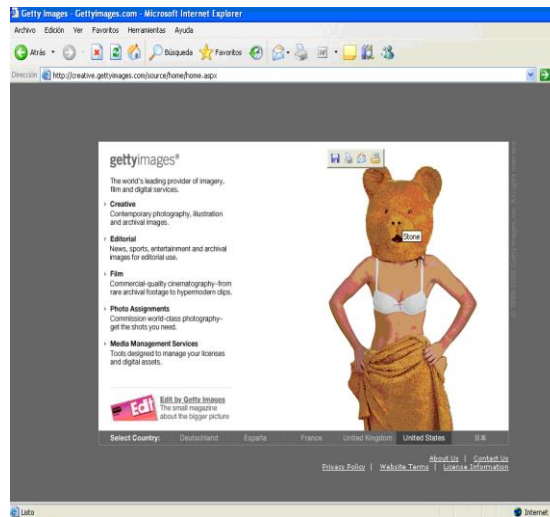 Getty Images - Gettyimages.com - Microsoft Internet Explorer
Archivo Edición Ver Favoritos Herramientas Ayuda
Atrás Búsqueda Favoritos
Dirección http://creative.gettyimages.com/source/home/home.aspx
gettyimages®
The world's leading provider of imagery,
film and digital services.
Creative
Contemporary photography, illustration
and archival images.
Editorial
News, sports, entertainment and archival
images for editorial use.
Film
Commercial-quality cinematography–from
rare archival footage to hypermodern clips.
Photo Assignments
Commission world-class photography–
get the shots you need.
Media Management Services
Tools designed to manage your licenses
and digital assets.
Stone
Edit
Edit by Getty Images
The small magazine
about the bigger picture
Select Country: Deutschland España France United Kingdom United States 日本
About Us | Contact Us
Privacy Policy | Website Terms | License Information
Listo Internet